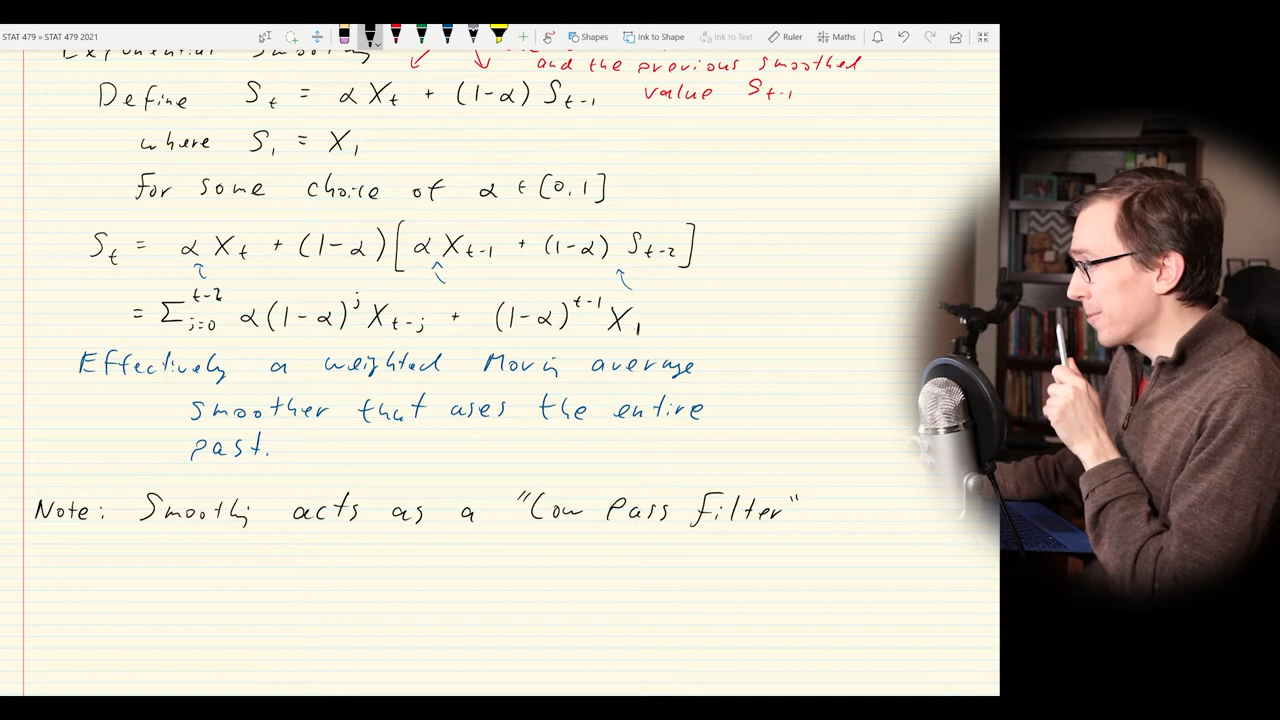 STAT 479 » STAT 479 2021
Shapes
Ink to Shape
Ink to Text
Ruler
Maths
Exponential Smoothing
and the previous smoothed
value S_{t-1}
Define S_t = αX_t + (1-α) S_{t-1}
where S_1 = X_1
for some choice of α ∈ [0,1]
S_t = αX_t + (1-α)[αX_{t-1} + (1-α) S_{t-2}]
= Σ_{j=0}^{t-2} α(1-α)^j X_{t-j} + (1-α)^{t-1} X_1
Effectively a weighted Moving average
smoother that uses the entire
past.
Note: Smoothing acts as a "Low Pass Filter"